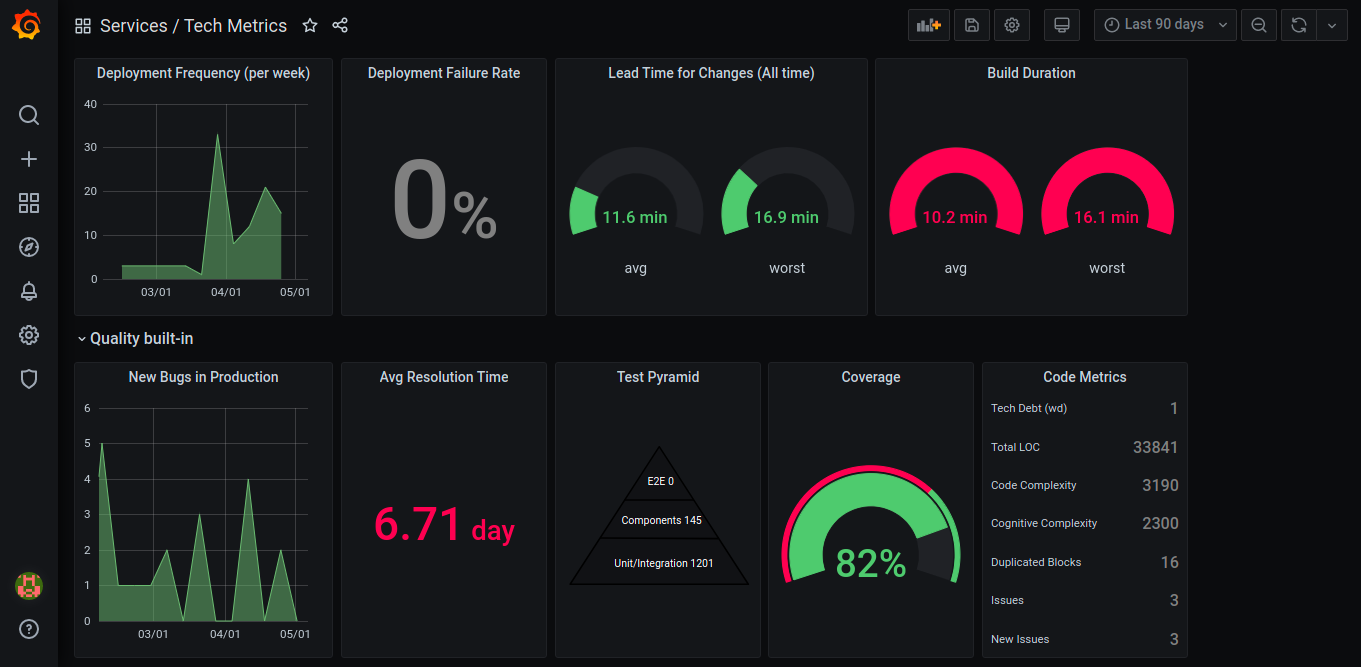 Services / Tech Metrics
Last 90 days
Deployment Frequency (per week)
40
30
20
10
0
03/01 04/01 05/01
Deployment Failure Rate
0%
Lead Time for Changes (All time)
11.6 min 16.9 min
avg worst
Build Duration
10.2 min 16.1 min
avg worst
Quality built-in
New Bugs in Production
6
5
4
3
2
1
0
03/01 04/01 05/01
Avg Resolution Time
6.71 day
Test Pyramid
E2E 0
Components 145
Unit/Integration 1201
Coverage
82%
Code Metrics
Tech Debt (wd) 1
Total LOC 33841
Code Complexity 3190
Cognitive Complexity 2300
Duplicated Blocks 16
Issues 3
New Issues 3